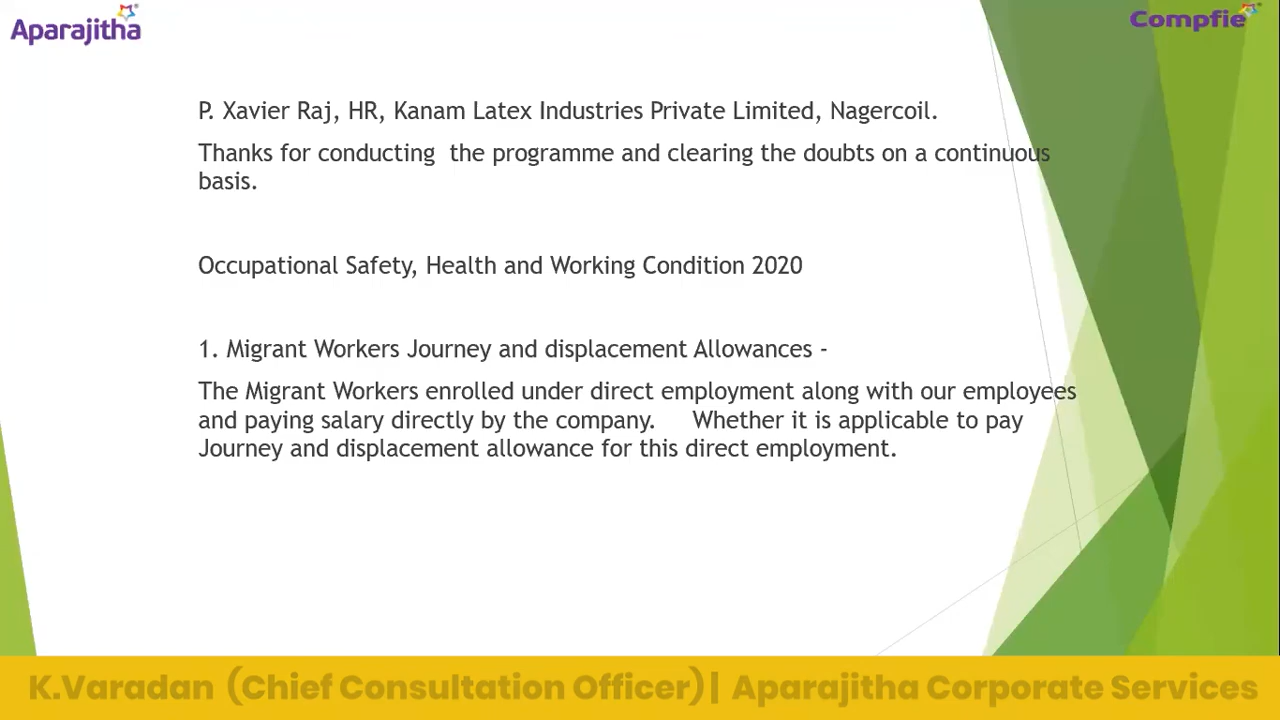 Aparajitha
Compfie
P. Xavier Raj, HR, Kanam Latex Industries Private Limited, Nagercoil.
Thanks for conducting  the programme and clearing the doubts on a continuous
basis.
Occupational Safety, Health and Working Condition 2020
1. Migrant Workers Journey and displacement Allowances -
The Migrant Workers enrolled under direct employment along with our employees
and paying salary directly by the company.     Whether it is applicable to pay
Journey and displacement allowance for this direct employment.
K.Varadan (Chief Consultation Officer)| Aparajitha Corporate Services